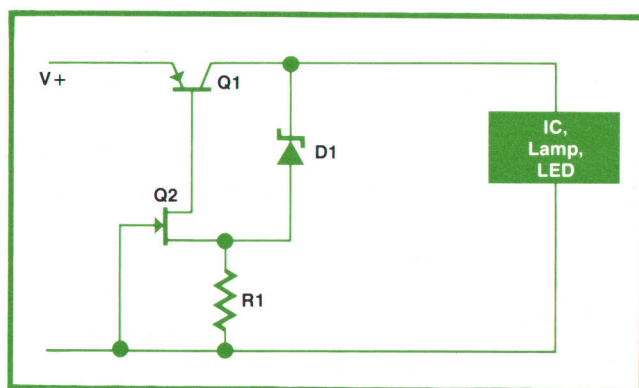 V+
Q1
D1
IC,
Lamp,
LED
Q2
R1